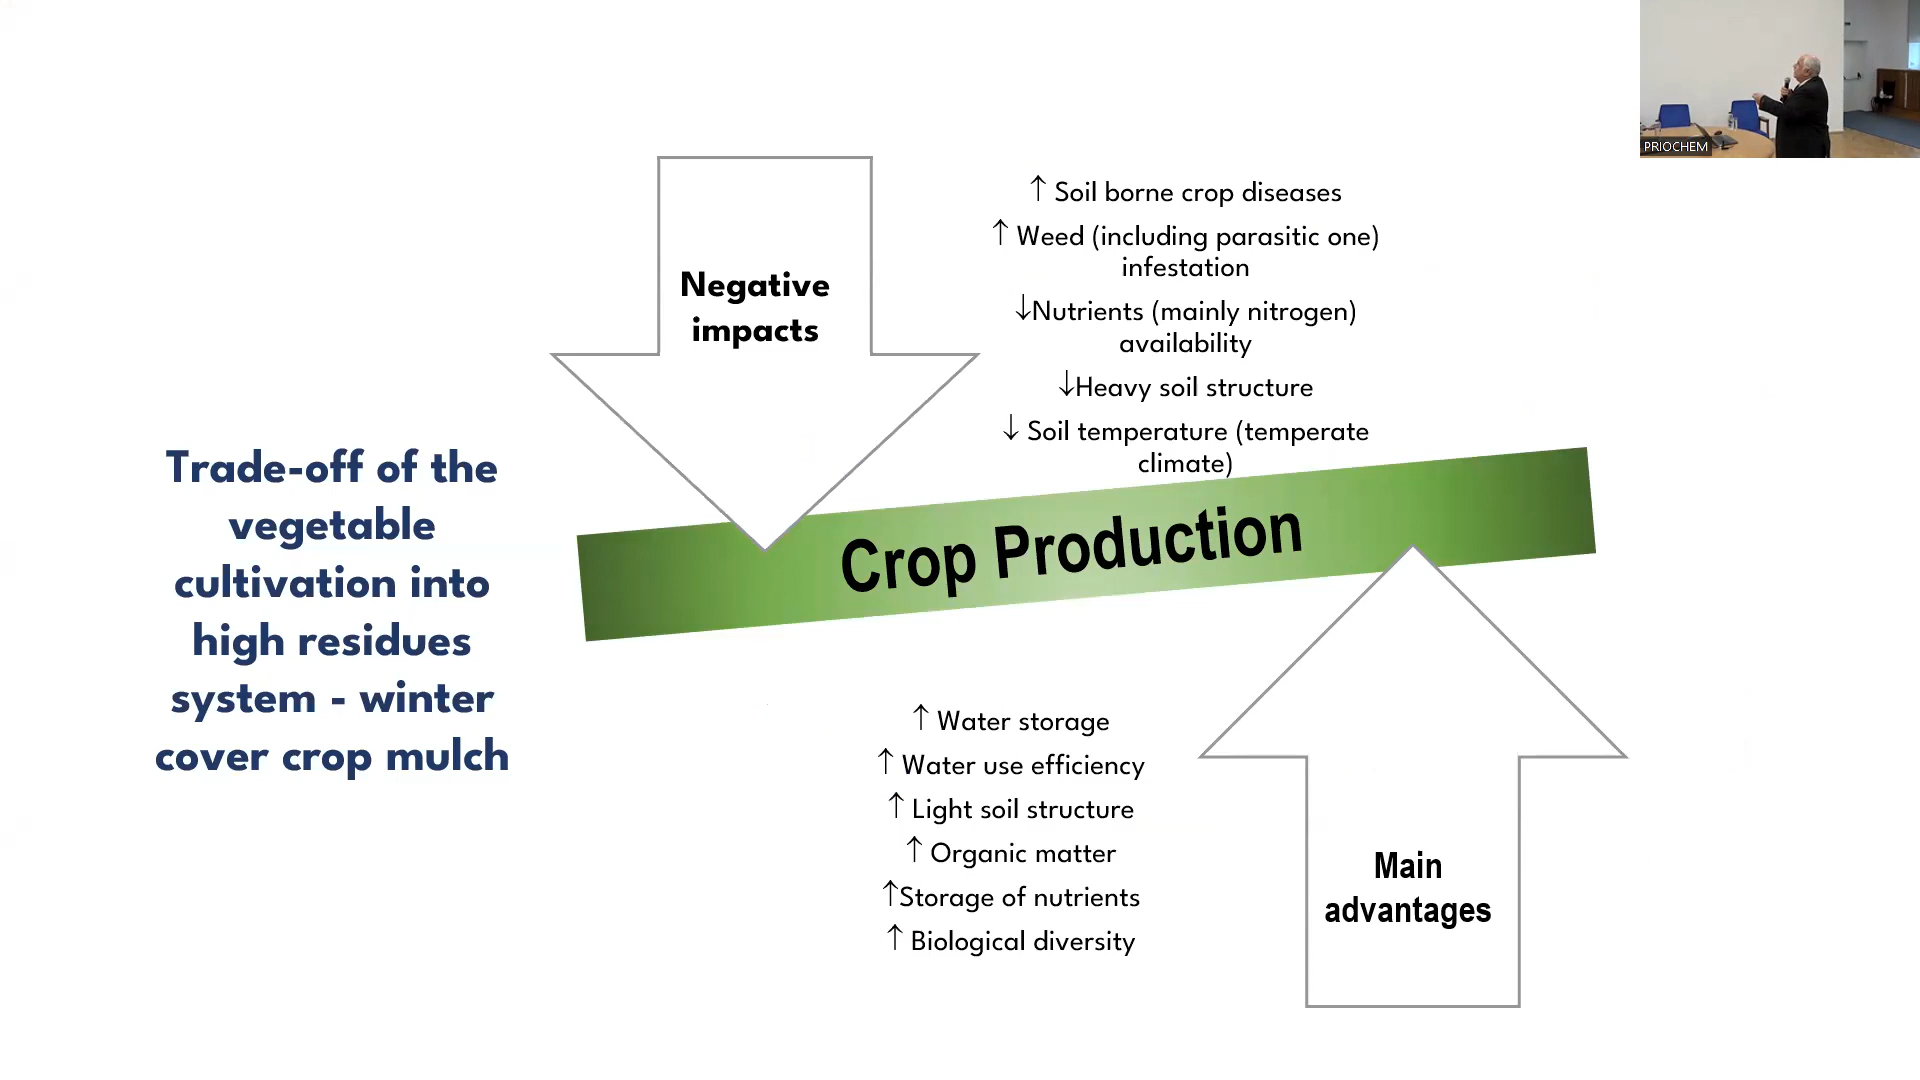 PRIOCHEM
Negative
impacts
↑ Soil borne crop diseases
↑ Weed (including parasitic one)
infestation
↓Nutrients (mainly nitrogen)
availability
↓Heavy soil structure
↓ Soil temperature (temperate
climate)
Trade-off of the
vegetable
cultivation into
high residues
system - winter
cover crop mulch
Crop Production
↑ Water storage
↑ Water use efficiency
↑ Light soil structure
↑ Organic matter
↑Storage of nutrients
↑ Biological diversity
Main
advantages